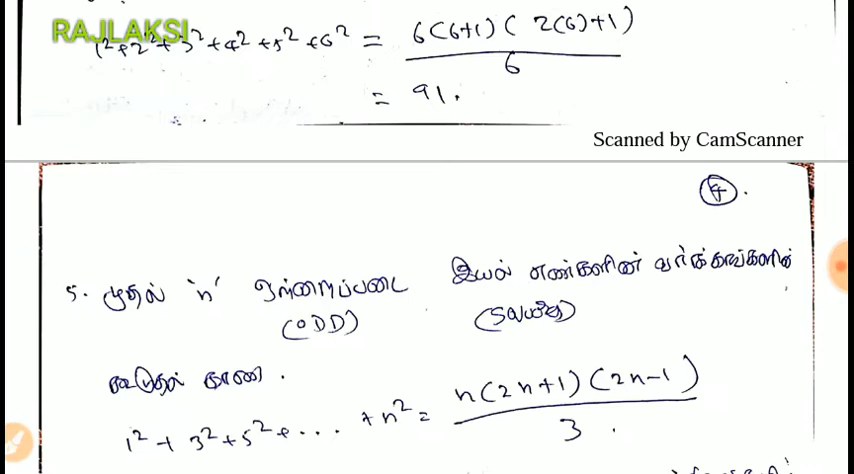 RAJLAKSI
1² + 2² + 3² + 4² + 5² + 6² = 6(6+1)( 2(6)+1) / 6
= 91.
Scanned by CamScanner
5. முதல் 'n' ஒற்றைப்படை இயல் எண்களின் வர்க்கங்களின்
(ODD)
கூடுதல் காண.
1² + 3² + 5² + ... + n² = n(2n+1)(2n-1) / 3.